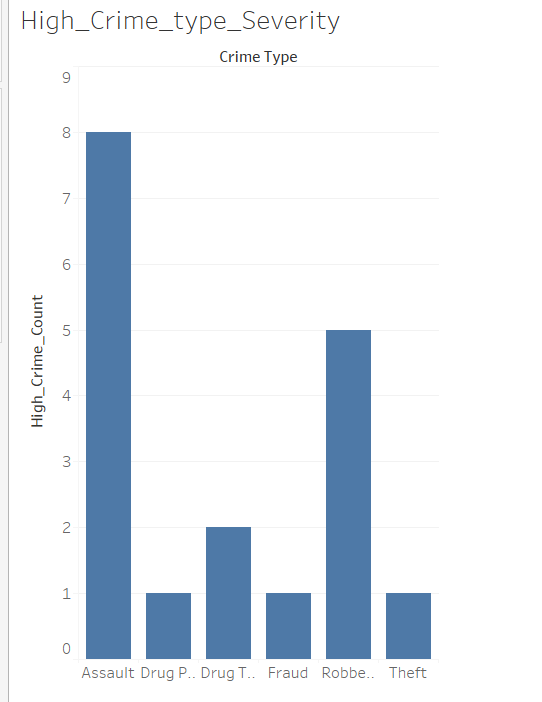 High_Crime_type_Severity
Crime Type
9
8
7
6
5
4
3
2
1
0
High_Crime_Count
Assault Drug P.. Drug T.. Fraud Robbe.. Theft